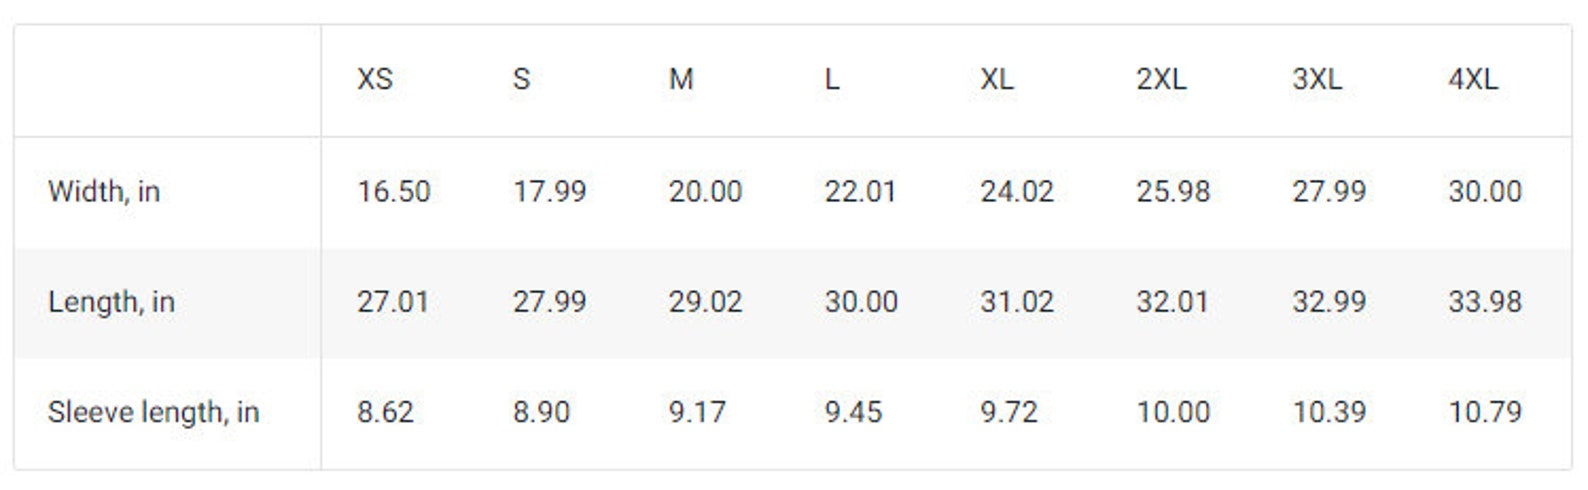 XS S M L XL 2XL 3XL 4XL
Width, in 16.50 17.99 20.00 22.01 24.02 25.98 27.99 30.00
Length, in 27.01 27.99 29.02 30.00 31.02 32.01 32.99 33.98
Sleeve length, in 8.62 8.90 9.17 9.45 9.72 10.00 10.39 10.79